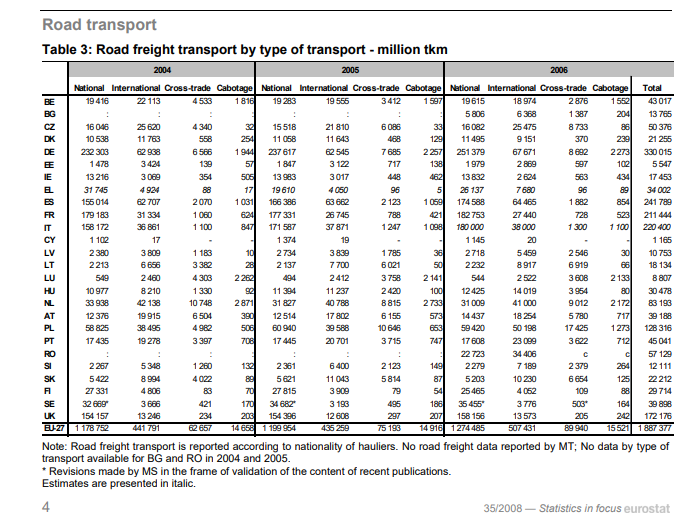 Road transport
Table 3: Road freight transport by type of transport - million tkm
2004 2005 2006
National International Cross-trade Cabotage National International Cross-trade Cabotage National International Cross-trade Cabotage Total
BE 19 416 22 113 4 533 1 816 19 283 19 555 3 412 1 597 19 615 18 974 2 876 1 552 43 017
BG : : : : : : : : 5 806 6 368 1 387 204 13 765
CZ 16 046 25 620 4 340 32 15 518 21 810 6 086 33 16 082 25 475 8 733 86 50 376
DK 10 538 11 763 558 254 11 058 11 643 468 129 11 495 9 151 370 239 21 255
DE 232 303 62 938 6 566 1 944 237 617 62 545 7 685 2 257 251 379 67 671 8 692 2 273 330 015
EE 1 478 3 424 139 57 1 847 3 122 717 138 1 979 2 869 597 102 5 547
IE 13 216 3 069 354 505 13 983 3 017 448 462 13 832 2 624 563 434 17 453
EL 31 745 4 924 88 17 19 610 4 050 96 5 26 137 7 680 96 89 34 002
ES 155 014 62 707 2 070 1 031 166 386 63 662 2 123 1 059 174 588 64 465 1 882 854 241 789
FR 179 183 31 334 1 060 624 177 331 26 745 788 421 182 753 27 440 728 523 211 444
IT 158 172 36 861 1 100 847 171 587 37 871 1 247 1 098 180 000 38 000 1 300 1 100 220 400
CY 1 102 17 - - 1 374 19 - - 1 145 20 - - 1 165
LV 2 380 3 809 1 183 10 2 734 3 839 1 785 36 2 718 5 459 2 546 30 10 753
LT 2 213 6 656 3 382 28 2 137 7 700 6 021 50 2 232 8 917 6 919 66 18 134
LU 549 2 460 4 303 2 262 494 2 412 3 758 2 141 544 2 522 3 608 2 133 8 807
HU 10 977 8 210 1 330 92 11 394 11 237 2 420 100 12 425 14 019 3 954 80 30 478
NL 33 938 42 138 10 748 2 871 31 827 40 788 8 815 2 733 31 009 41 000 9 012 2 172 83 193
AT 12 376 19 915 6 504 390 12 514 17 802 6 155 573 14 437 18 254 5 780 717 39 188
PL 58 825 38 495 4 982 506 60 940 39 588 10 646 653 59 420 50 198 17 425 1 273 128 316
PT 17 435 19 278 3 397 708 17 445 20 701 3 715 747 17 608 23 099 3 622 712 45 041
RO : : : : : : : : 22 723 34 406 c c 57 129
SI 2 267 5 348 1 260 132 2 361 6 400 2 123 149 2 279 7 189 2 379 264 12 111
SK 5 422 8 994 4 022 89 5 621 11 043 5 814 87 5 203 10 230 6 654 125 22 212
FI 27 331 4 806 83 70 27 815 3 909 79 54 25 465 4 052 109 88 29 714
SE 32 669* 3 666 421 170 34 682* 3 193 495 186 35 455* 3 776 503* 164 39 898
UK 154 157 13 246 234 203 154 396 12 608 297 207 158 156 13 573 205 242 172 176
EU-27 1 178 752 441 791 62 657 14 658 1 199 954 435 259 75 193 14 916 1 274 485 507 431 89 940 15 521 1 887 377
Note: Road freight transport is reported according to nationality of hauliers. No road freight data reported by MT; No data by type of
transport available for BG and RO in 2004 and 2005.
* Revisions made by MS in the frame of validation of the content of recent publications.
Estimates are presented in italic.
4 35/2008 — Statistics in focus eurostat